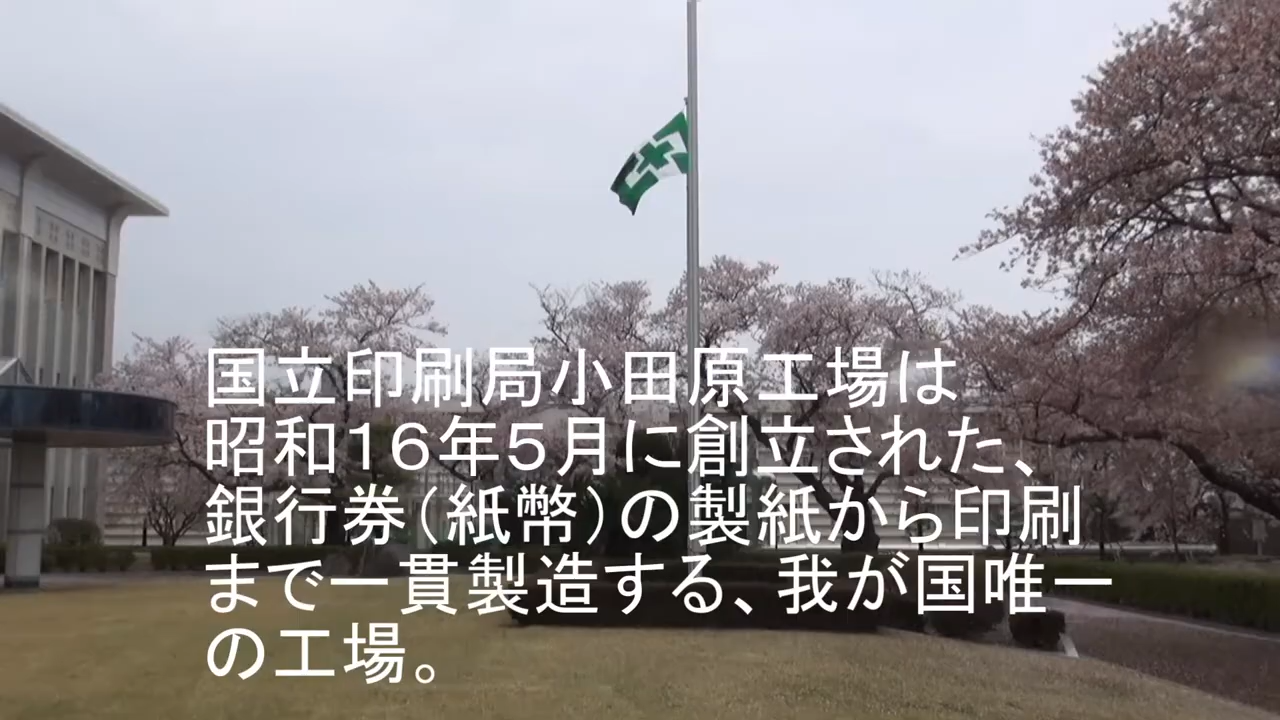 国立印刷局小田原工場は
昭和16年5月に創立された、
銀行券(紙幣)の製紙から印刷
まで一貫製造する、我が国唯一
の工場。